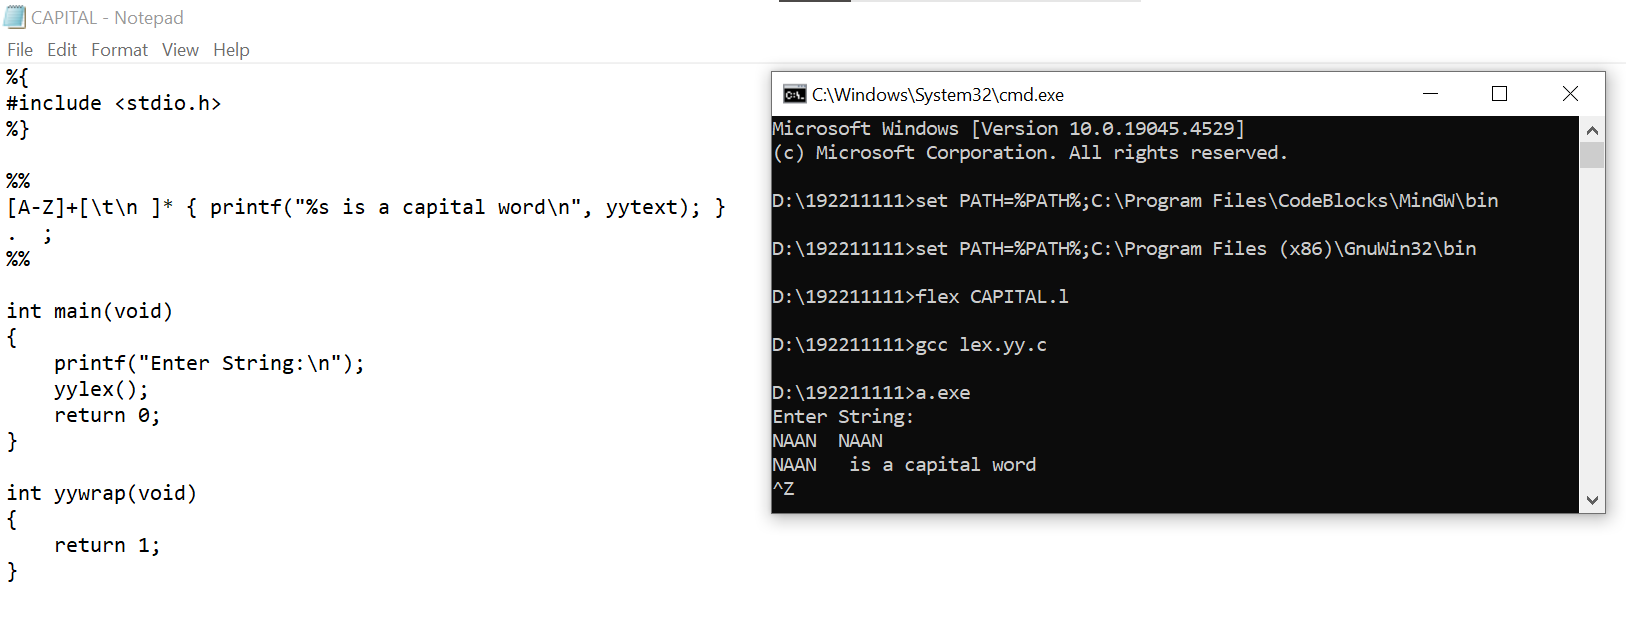 CAPITAL - Notepad
File Edit Format View Help
%{
#include <stdio.h>
%}
%%
[A-Z]+[\t\n ]* { printf("%s is a capital word\n", yytext); }
.  ;
%%
int main(void)
{
    printf("Enter String:\n");
    yylex();
    return 0;
}
int yywrap(void)
{
    return 1;
}
C:\Windows\System32\cmd.exe
Microsoft Windows [Version 10.0.19045.4529]
(c) Microsoft Corporation. All rights reserved.
D:\192211111>set PATH=%PATH%;C:\Program Files\CodeBlocks\MinGW\bin
D:\192211111>set PATH=%PATH%;C:\Program Files (x86)\GnuWin32\bin
D:\192211111>flex CAPITAL.l
D:\192211111>gcc lex.yy.c
D:\192211111>a.exe
Enter String:
NAAN  NAAN
NAAN   is a capital word
^Z